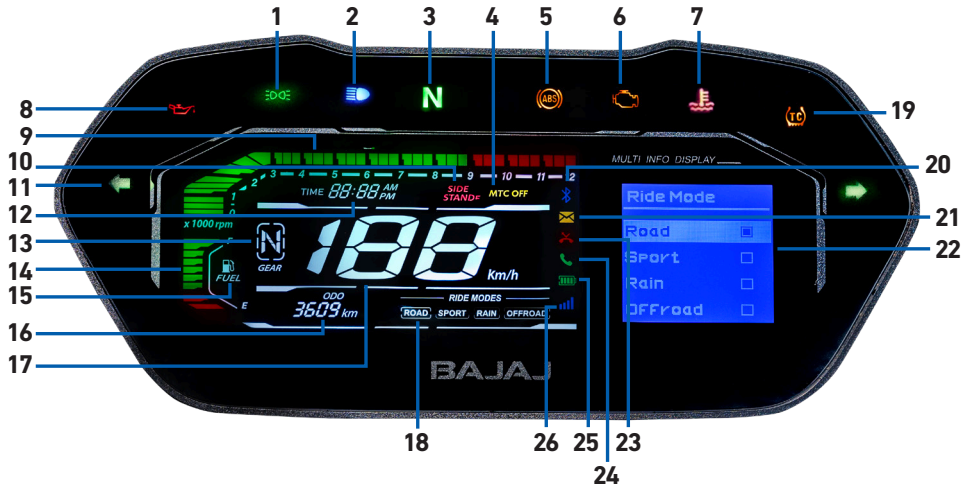 1 2 3 4 5 6 7
8
19
9
10
11
20
ABS
TC
N
MULTI INFO DISPLAY
3 4 5 6 7 8 9 10 11 12
2
1
0
x 1000 rpm
TIME 88:88 AM
PM
SIDE
STAND
MTC OFF
12
21
13
N
GEAR
188
km/h
Ride Mode
Road
Sport
Rain
OFFroad
22
14
F
FUEL
E
15
16
ODO
3609 km
RIDE MODES
ROAD SPORT RAIN OFFROAD
17
BAJAJ
18 26 25 23
24